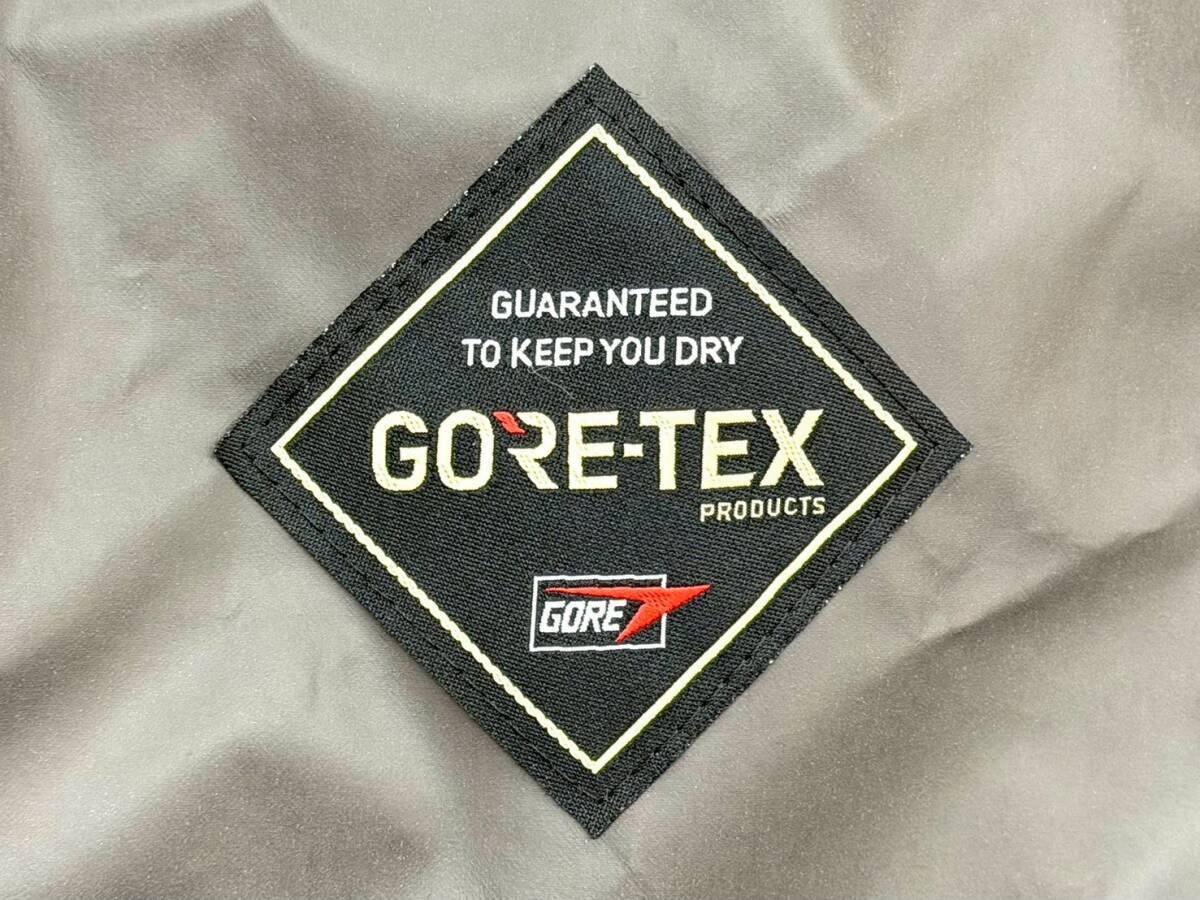 GUARANTEED
TO KEEP YOU DRY
GORE-TEX
PRODUCTS
GORE